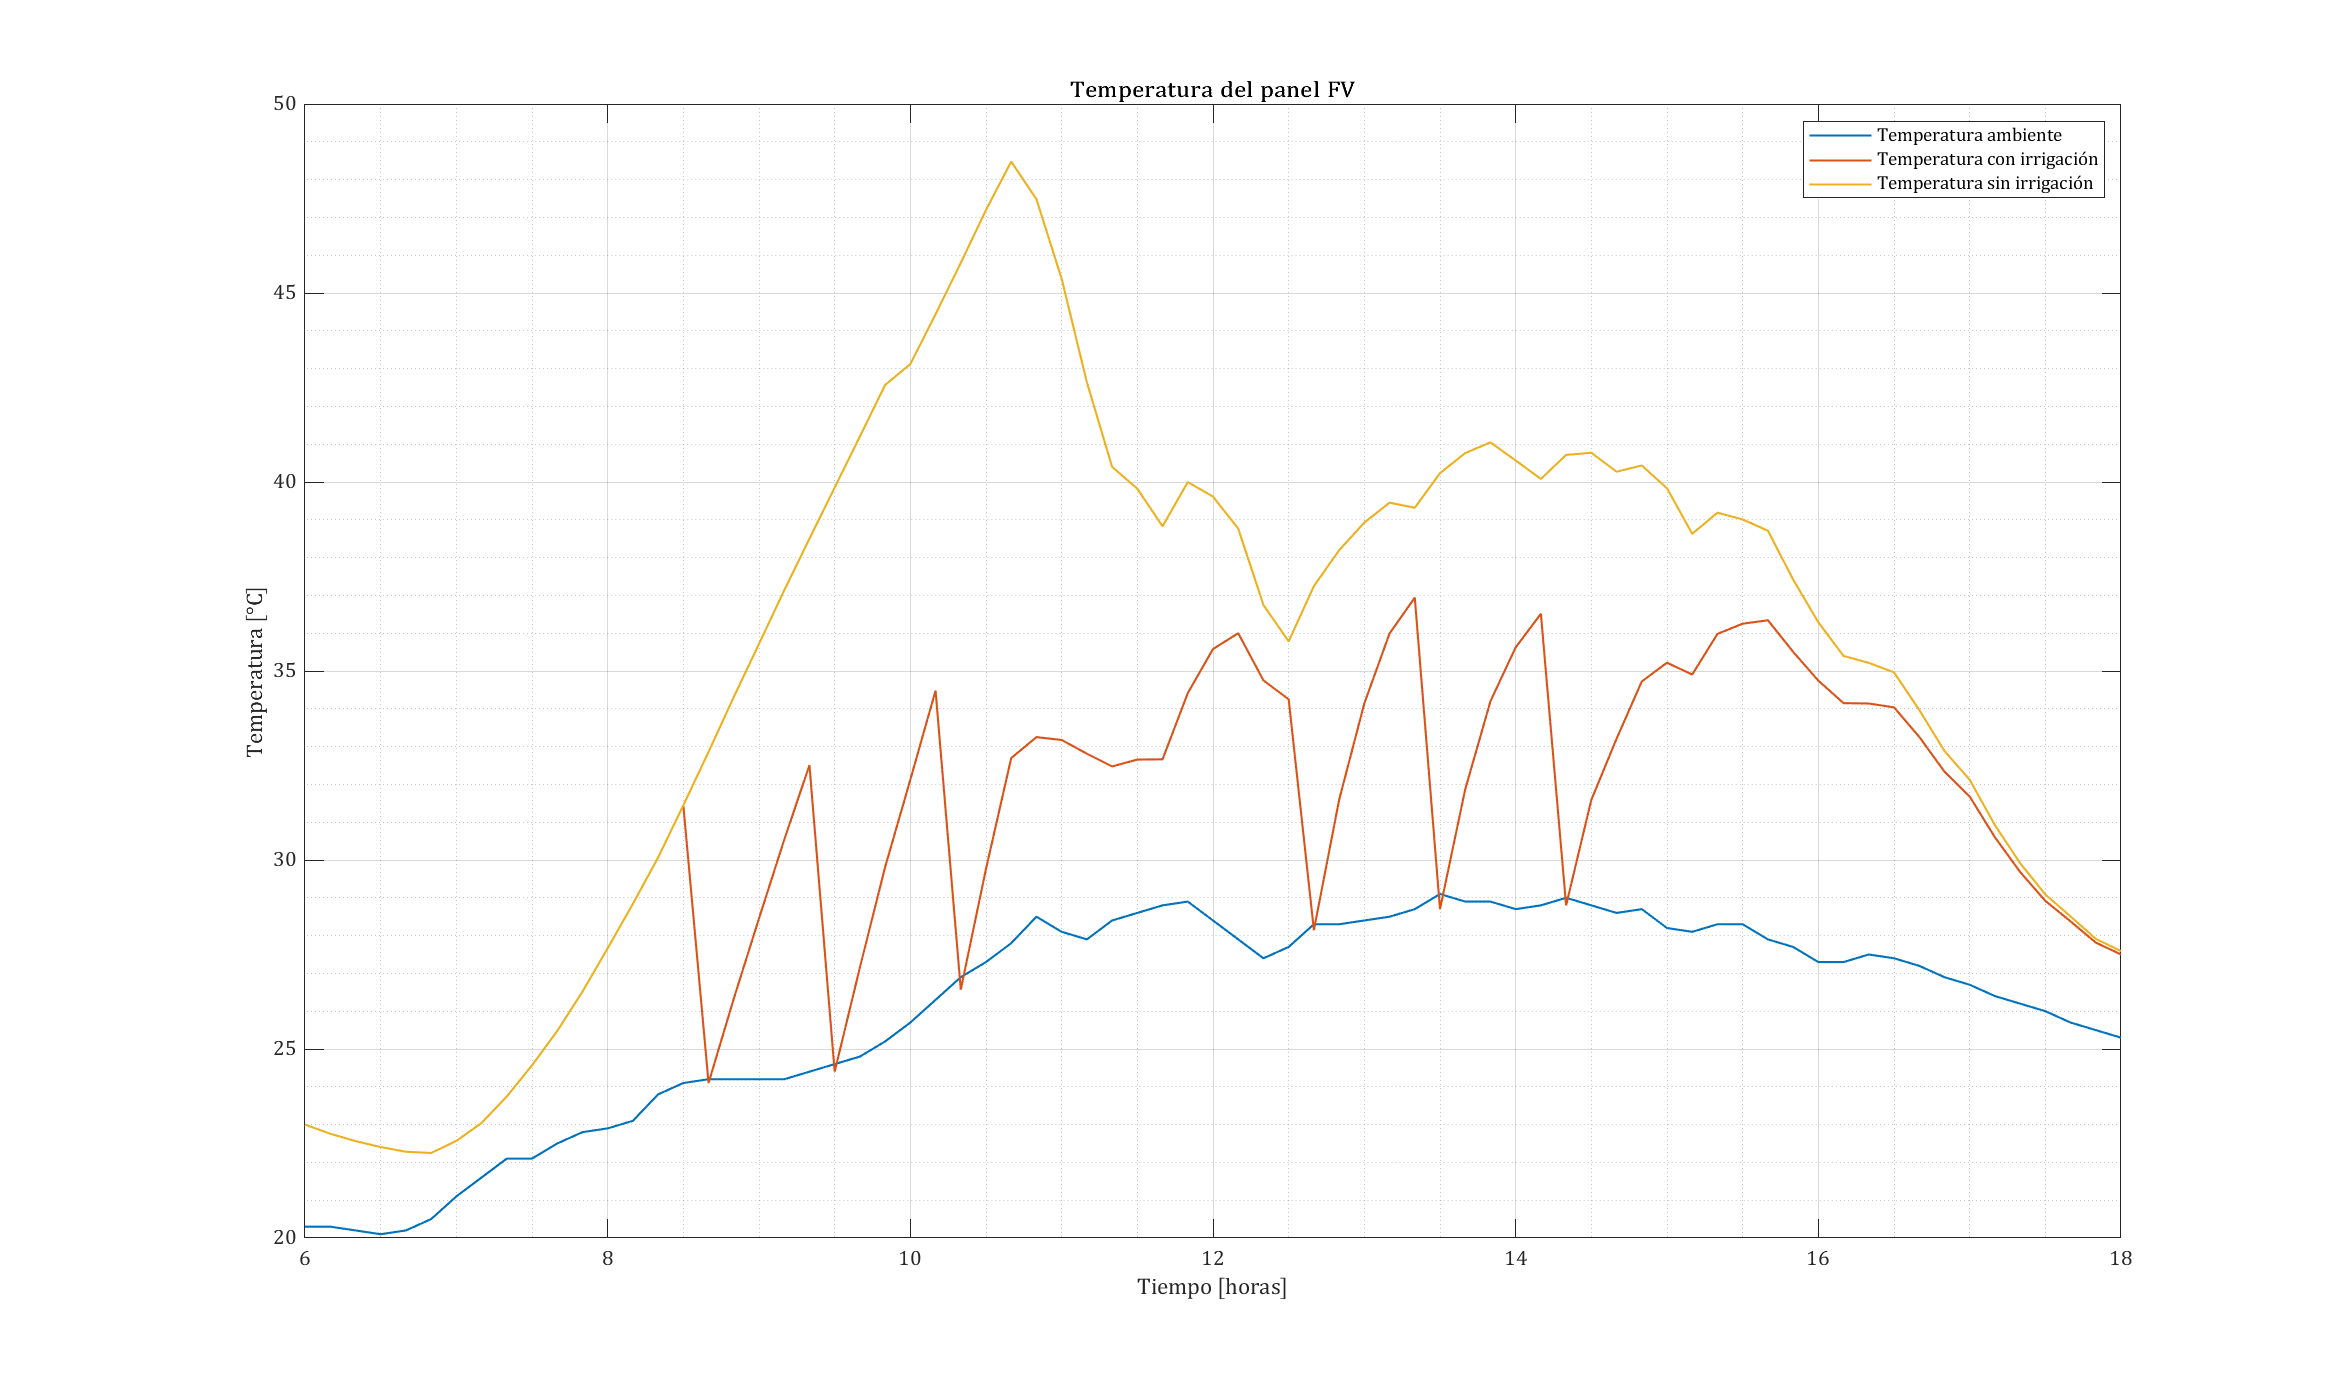 Temperatura del panel FV
50
45
40
35
30
25
20
Temperatura [°C]
Temperatura ambiente
Temperatura con irrigación
Temperatura sin irrigación
6 8 10 12 14 16 18
Tiempo [horas]